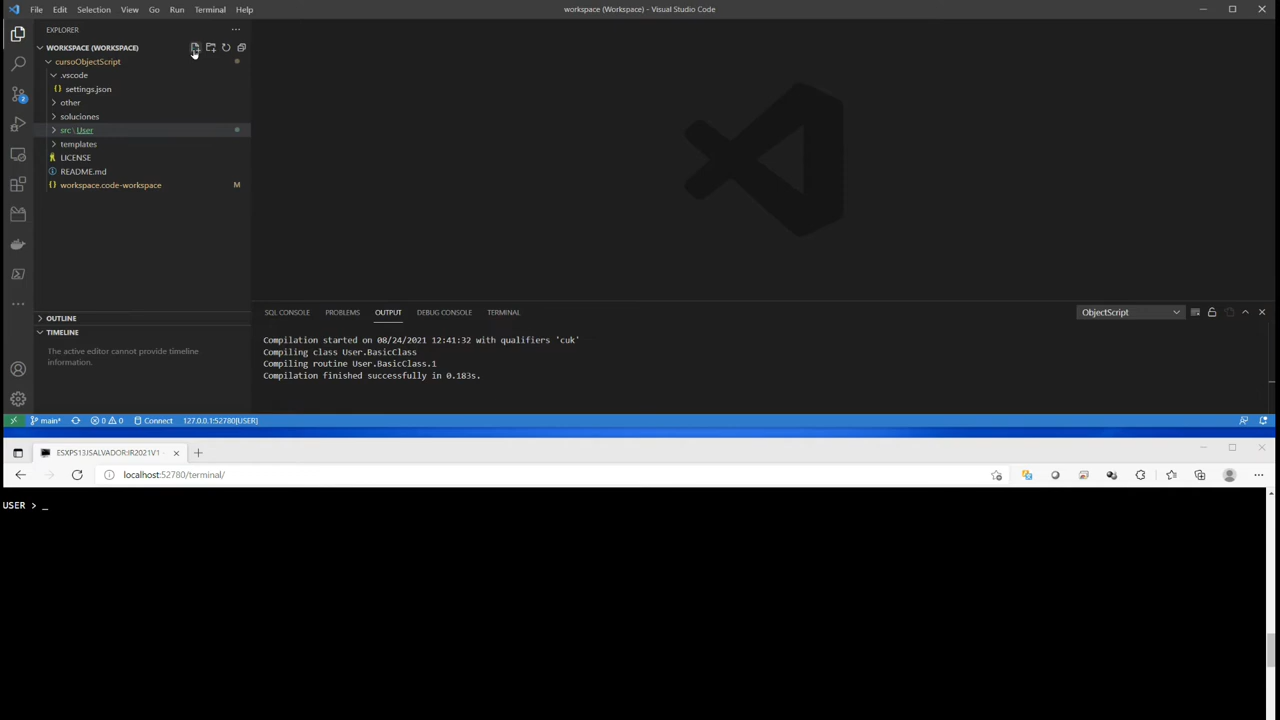 File Edit Selection View Go Run Terminal Help
workspace (Workspace) - Visual Studio Code
EXPLORER
WORKSPACE (WORKSPACE)
cursoObjectScript
.vscode
{} settings.json
other
soluciones
src\User
templates
LICENSE
README.md
{} workspace.code-workspace M
OUTLINE
TIMELINE
The active editor cannot provide timeline
information.
2
SQL CONSOLE PROBLEMS OUTPUT DEBUG CONSOLE TERMINAL
ObjectScript
Compilation started on 08/24/2021 12:41:32 with qualifiers 'cuk'
Compiling class User.BasicClass
Compiling routine User.BasicClass.1
Compilation finished successfully in 0.183s.
main* 0 0 Connect 127.0.0.1:52780[USER]
ESXPS13JSALVADOR:IR2021V1 -
localhost:52780/terminal/
USER > _